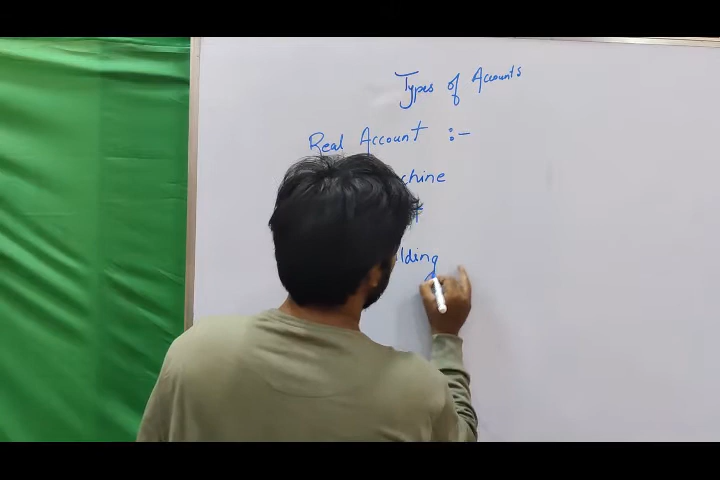 Types of Accounts
Real Account :-
chine
lding